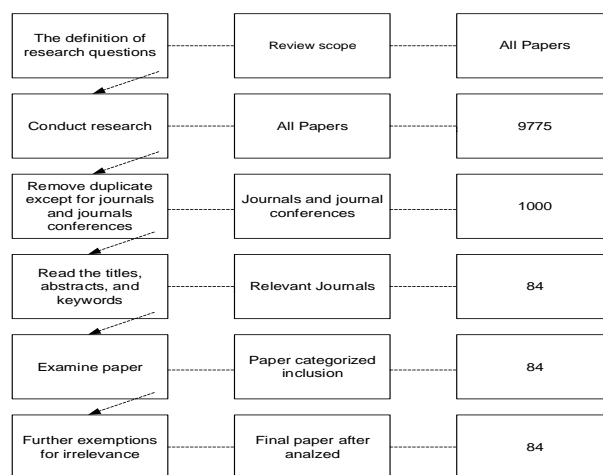 The definition of
research questions
Review scope
All Papers
Conduct research
All Papers
9775
Remove duplicate
except for journals
and journals
conferences
Journals and journal
conferences
1000
Read the titles,
abstracts, and
keywords
Relevant Journals
84
Examine paper
Paper categorized
inclusion
84
Further exemptions
for irrelevance
Final paper after
analzed
84